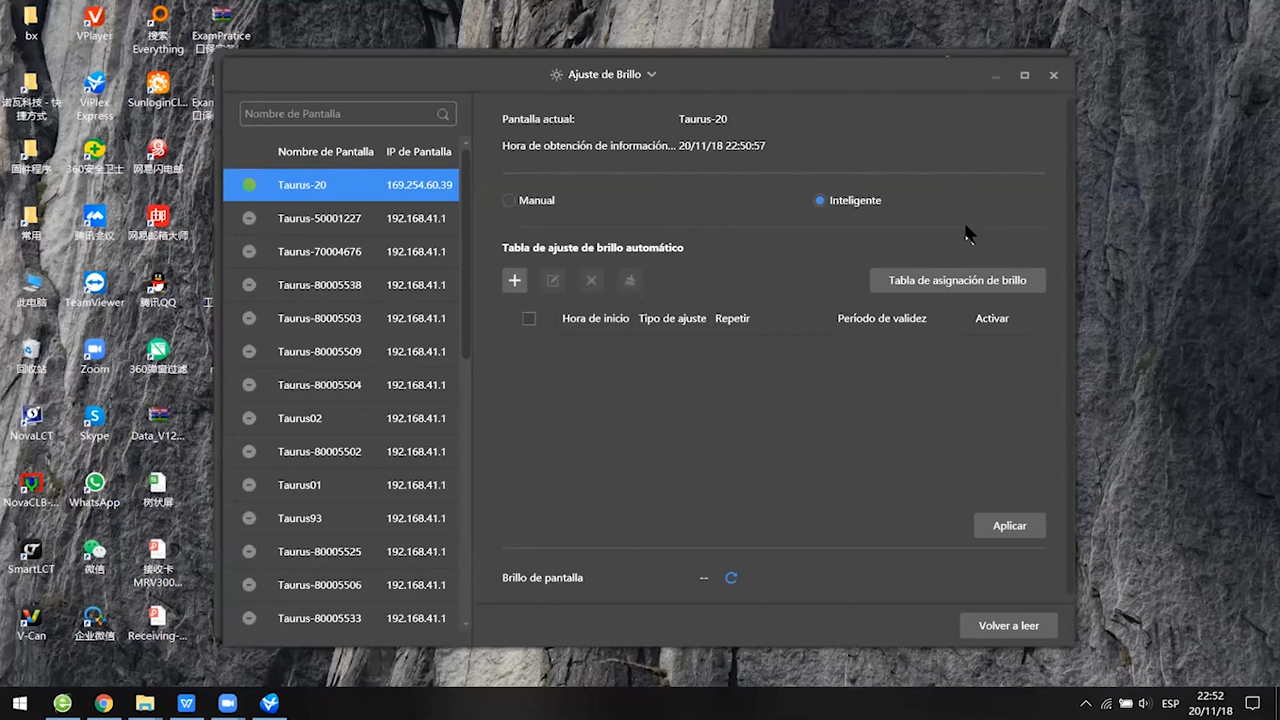 bx
VPlayer
搜索
Everything
ExamPratice
诺瓦科技 - 快
捷方式
ViPlex
Express
SunloginCl...
固件程序
360安全卫士
网易闪电邮
常用
腾讯会议
网易邮箱大师
此电脑
TeamViewer
腾讯QQ
回收站
Zoom
360弹窗过滤
NovaLCT
Skype
Data_V12...
NovaCLB-...
WhatsApp
树状屏
SmartLCT
微信
接收卡
MRV300...
V-Can
企业微信
Receiving-...
Ajuste de Brillo
Nombre de Pantalla
Nombre de Pantalla IP de Pantalla
Taurus-20 169.254.60.39
Taurus-50001227 192.168.41.1
Taurus-70004676 192.168.41.1
Taurus-80005538 192.168.41.1
Taurus-80005503 192.168.41.1
Taurus-80005509 192.168.41.1
Taurus-80005504 192.168.41.1
Taurus02 192.168.41.1
Taurus-80005502 192.168.41.1
Taurus01 192.168.41.1
Taurus93 192.168.41.1
Taurus-80005525 192.168.41.1
Taurus-80005506 192.168.41.1
Taurus-80005533 192.168.41.1
Pantalla actual: Taurus-20
Hora de obtención de información... 20/11/18 22:50:57
Manual Inteligente
Tabla de ajuste de brillo automático
Tabla de asignación de brillo
Hora de inicio Tipo de ajuste Repetir Período de validez Activar
Aplicar
Brillo de pantalla --
Volver a leer
ESP
22:52
20/11/18